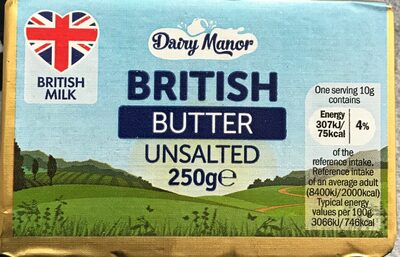 Dairy Manor
BRITISH
MILK
BRITISH
BUTTER
UNSALTED
250g℮
One serving 10g
contains
Energy
307kJ/
75kcal
4%
of the
reference intake.
Reference intake
of an average adult
(8400kJ/2000kcal)
Typical energy
values per 100g:
3066kJ/746kcal